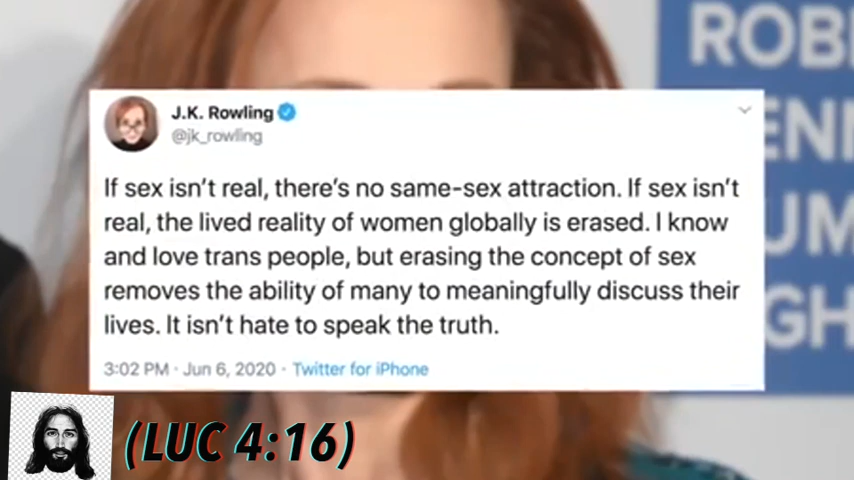 J.K. Rowling
@jk_rowling
If sex isn't real, there's no same-sex attraction. If sex isn't
real, the lived reality of women globally is erased. I know
and love trans people, but erasing the concept of sex
removes the ability of many to meaningfully discuss their
lives. It isn't hate to speak the truth.
3:02 PM · Jun 6, 2020 · Twitter for iPhone
(LUC 4:16)